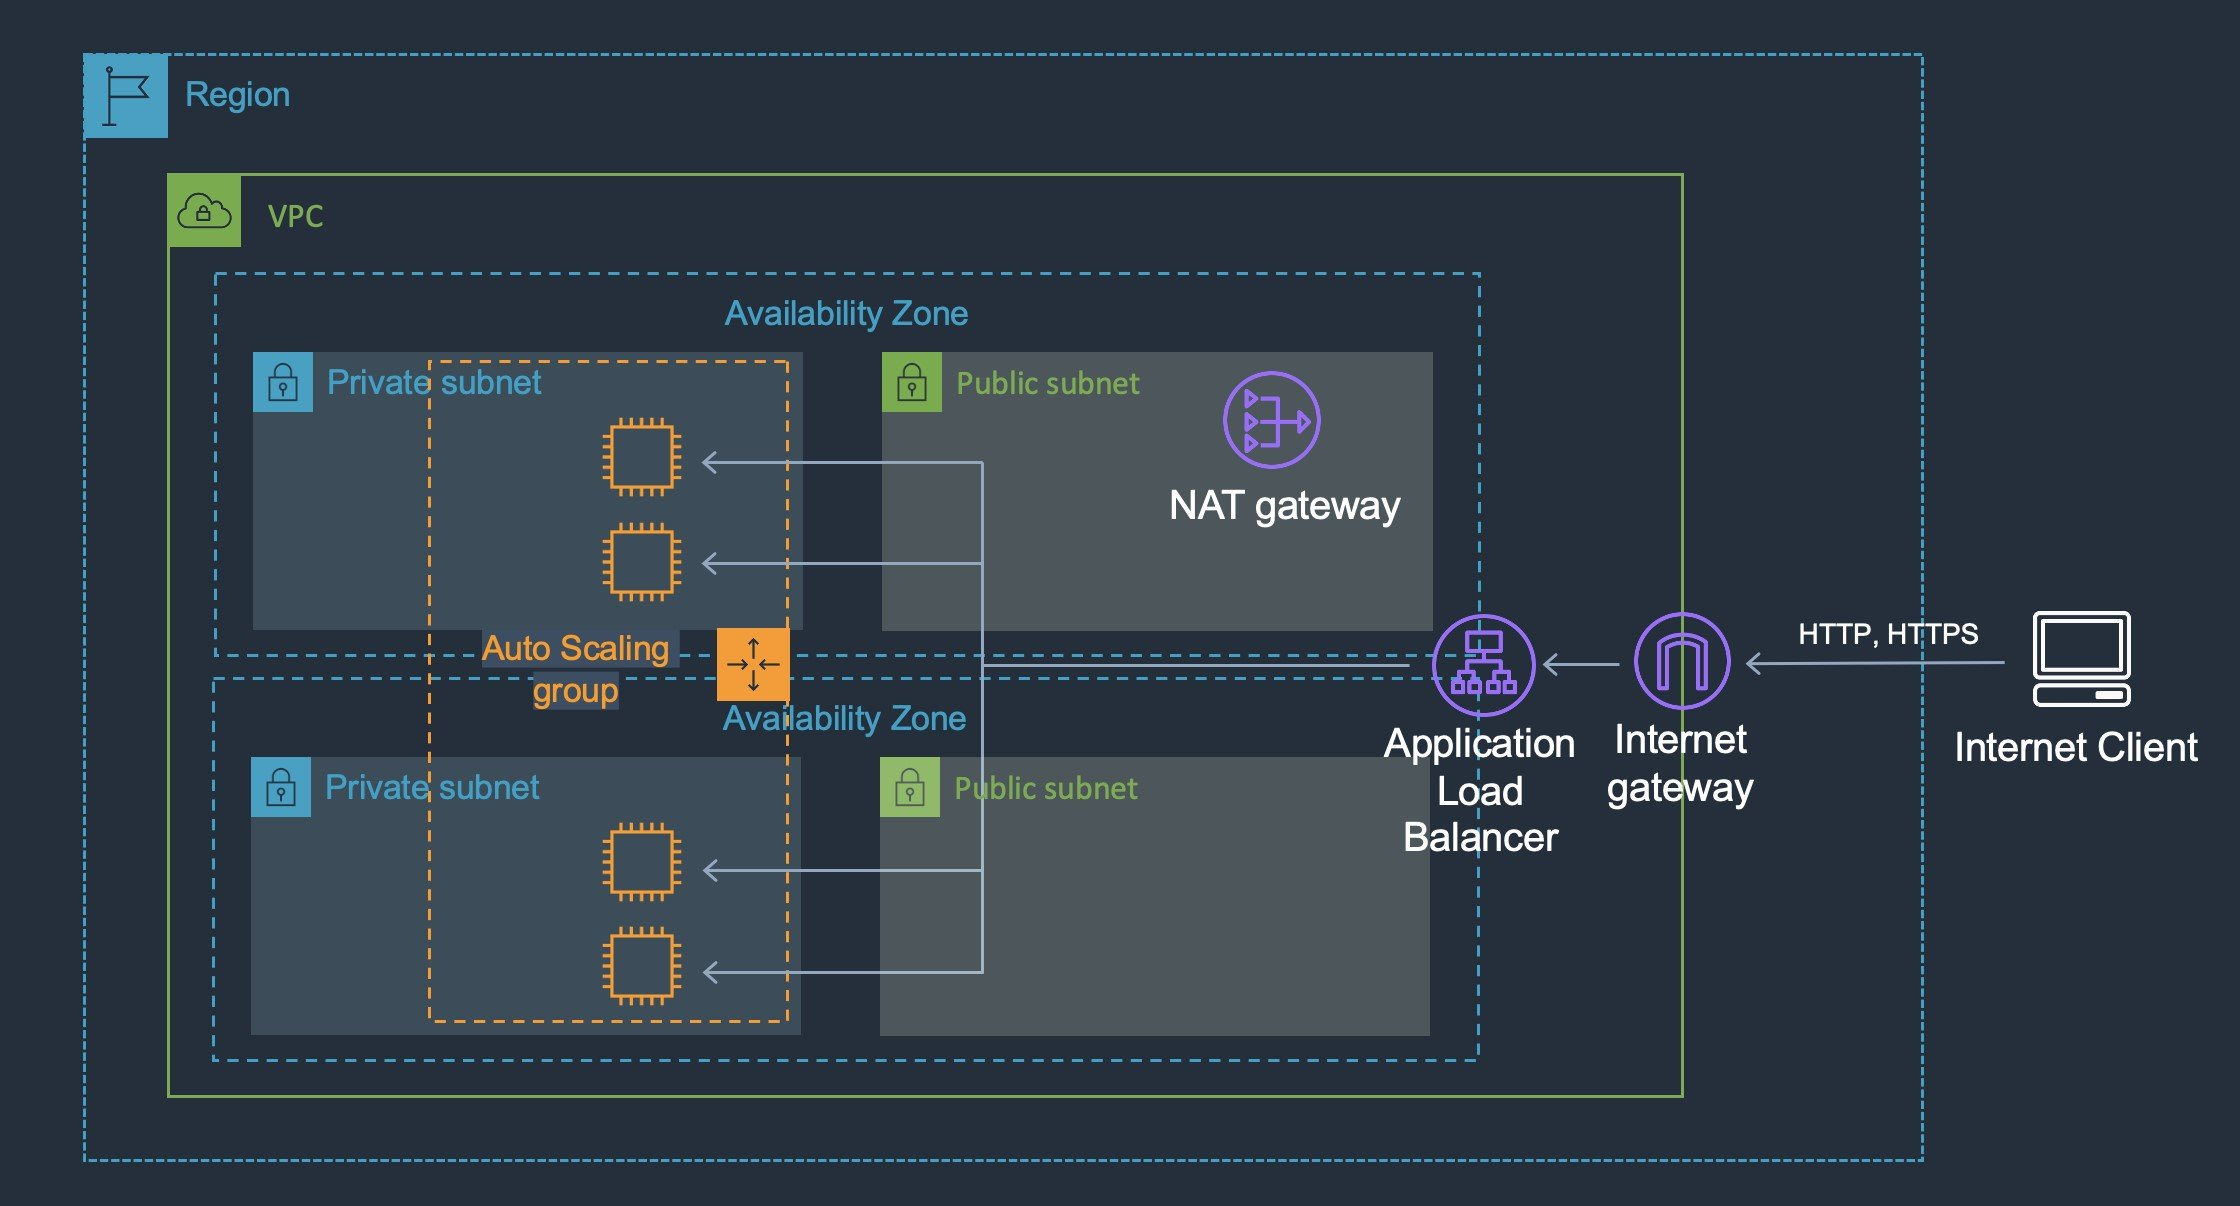 Region
VPC
Availability Zone
Private subnet
Public subnet
NAT gateway
Auto Scaling
group
HTTP, HTTPS
Availability Zone
Application
Load
Balancer
Internet
gateway
Internet Client
Private subnet
Public subnet